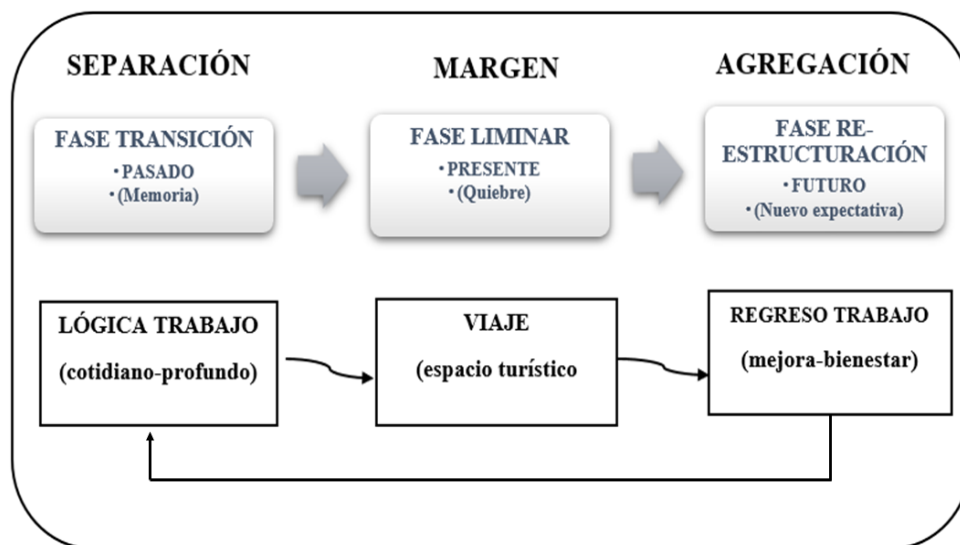 SEPARACIÓN
MARGEN
AGREGACIÓN
FASE TRANSICIÓN
• PASADO
• (Memoria)
FASE LIMINAR
• PRESENTE
• (Quiebre)
FASE RE-
ESTRUCTURACIÓN
• FUTURO
• (Nuevo expectativa)
LÓGICA TRABAJO
(cotidiano-profundo)
VIAJE
(espacio turístico
REGRESO TRABAJO
(mejora-bienestar)